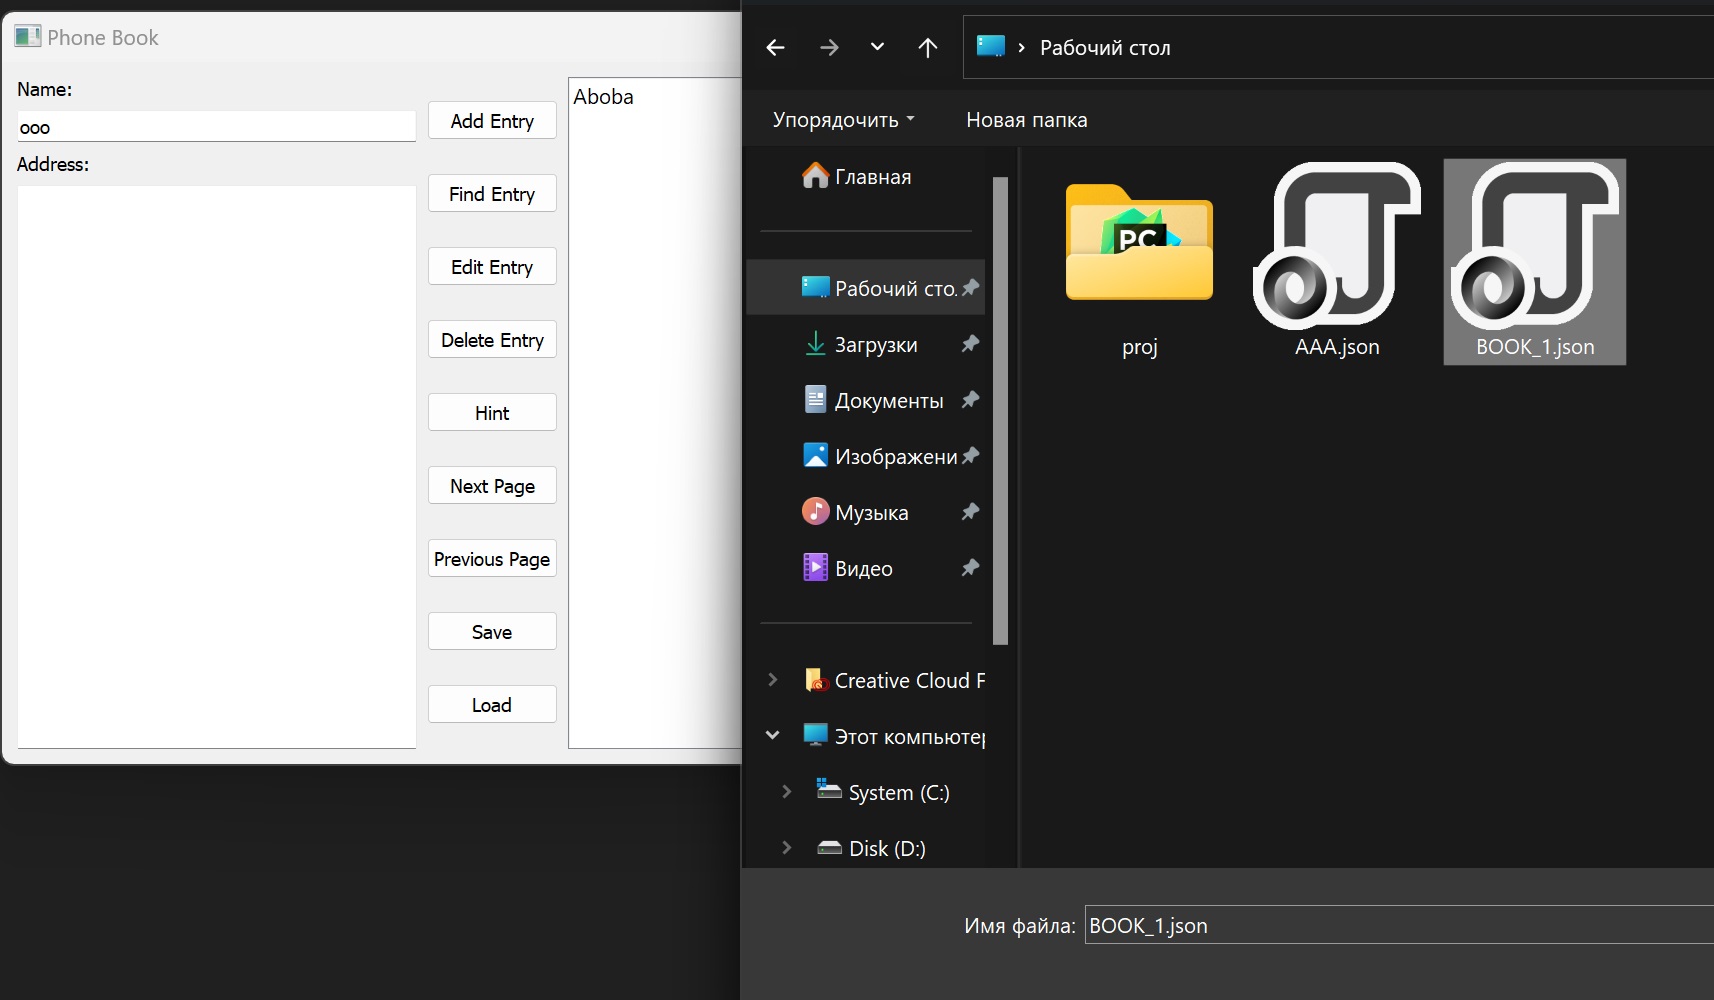 Phone Book
Name:
ooo
Address:
Add Entry
Find Entry
Edit Entry
Delete Entry
Hint
Next Page
Previous Page
Save
Load
Aboba
Рабочий стол
Упорядочить
Новая папка
Главная
Рабочий сто.
Загрузки
Документы
Изображени
Музыка
Видео
Creative Cloud F
Этот компьютер
System (C:)
Disk (D:)
PC
proj
AAA.json
BOOK_1.json
Имя файла:
BOOK_1.json